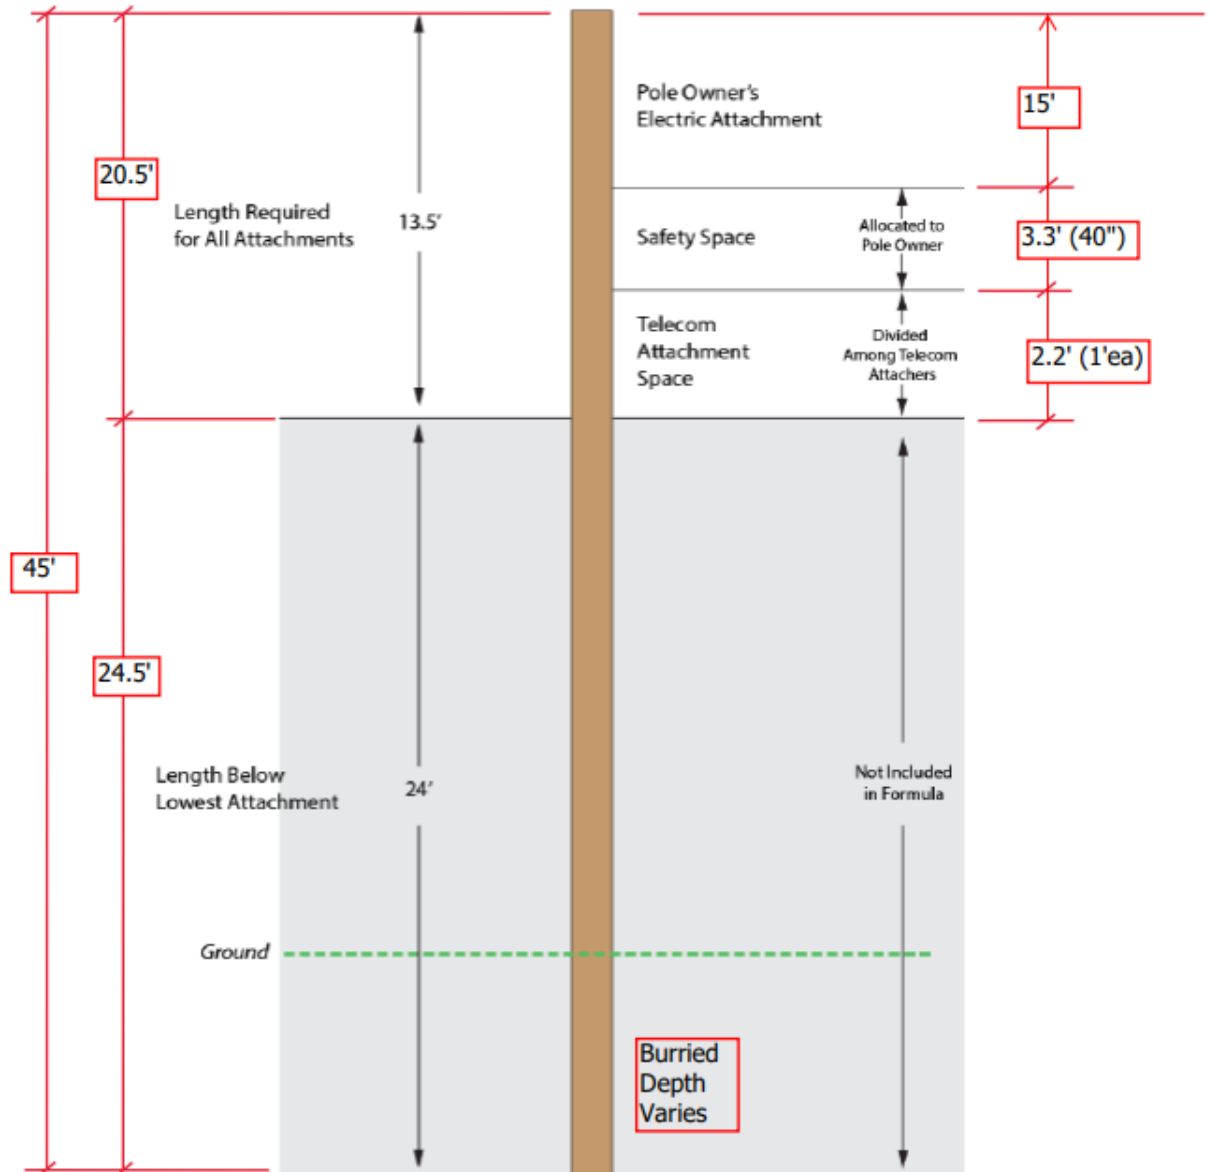 Pole Owner's
Electric Attachment
15'
20.5'
Length Required
for All Attachments
13.5'
Safety Space
Allocated to
Pole Owner
3.3' (40")
Telecom
Attachment
Space
Divided
Among Telecom
Attachers
2.2' (1'ea)
45'
24.5'
Length Below
Lowest Attachment
24'
Not Included
in Formula
Ground
Burried
Depth
Varies